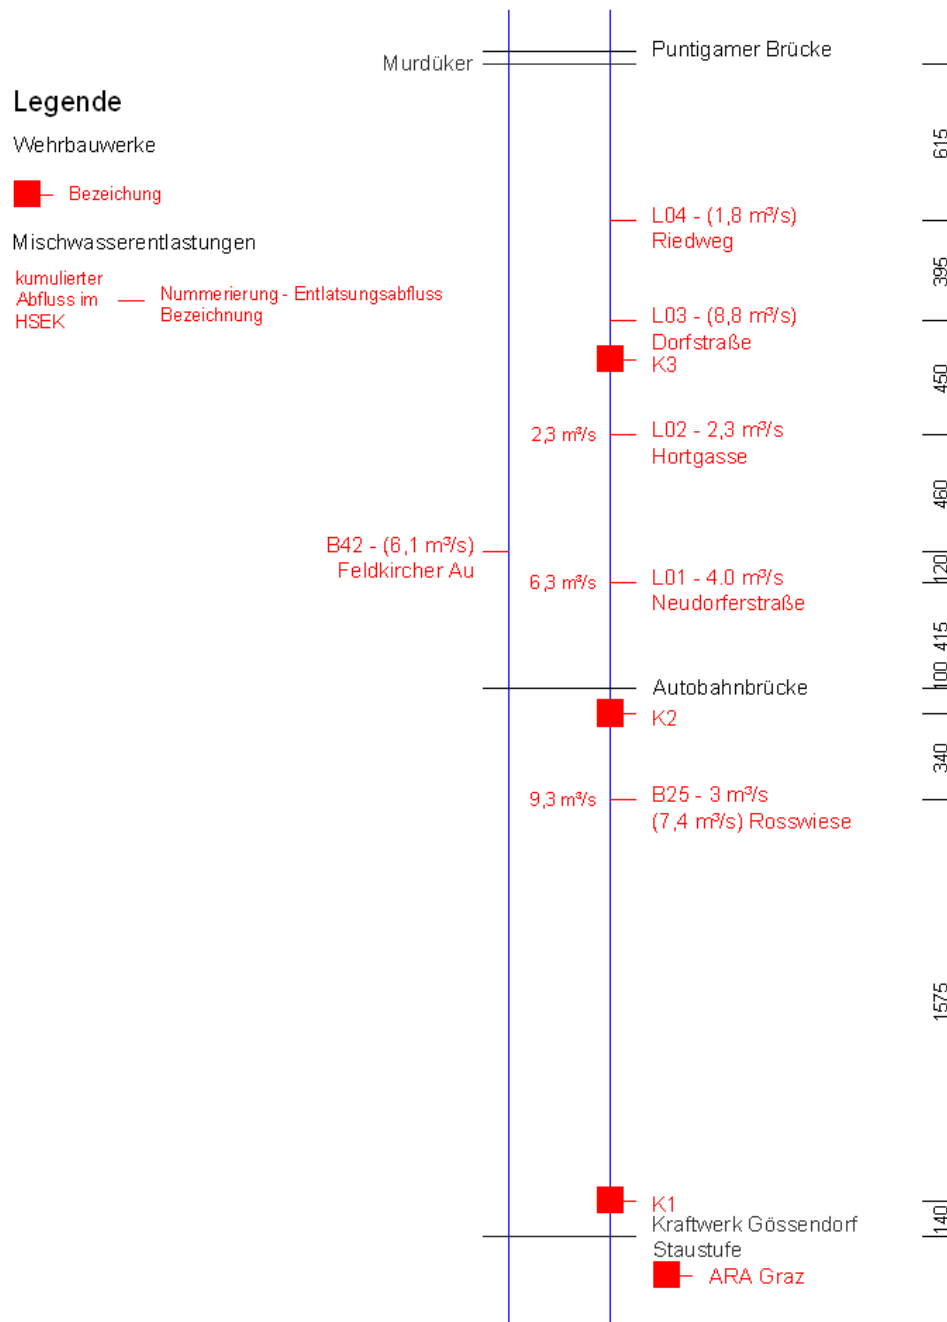 Puntigamer Brücke
Murdüker
Legende
Wehrbauwerke
Bezeichung
Mischwasserentlastungen
kumulierter
Abfluss im
HSEK
Nummerierung - Entlatsungsabfluss
Bezeichnung
615
L04 - (1,8 m³/s)
Riedweg
395
L03 - (8,8 m³/s)
Dorfstraße
K3
450
2,3 m³/s
L02 - 2,3 m³/s
Hortgasse
460
B42 - (6,1 m³/s)
Feldkircher Au
120
6,3 m³/s
L01 - 4.0 m³/s
Neudorferstraße
415
Autobahnbrücke
100
K2
340
9,3 m³/s
B25 - 3 m³/s
(7,4 m³/s) Rosswiese
1575
K1
Kraftwerk Gössendorf
Staustufe
140
ARA Graz